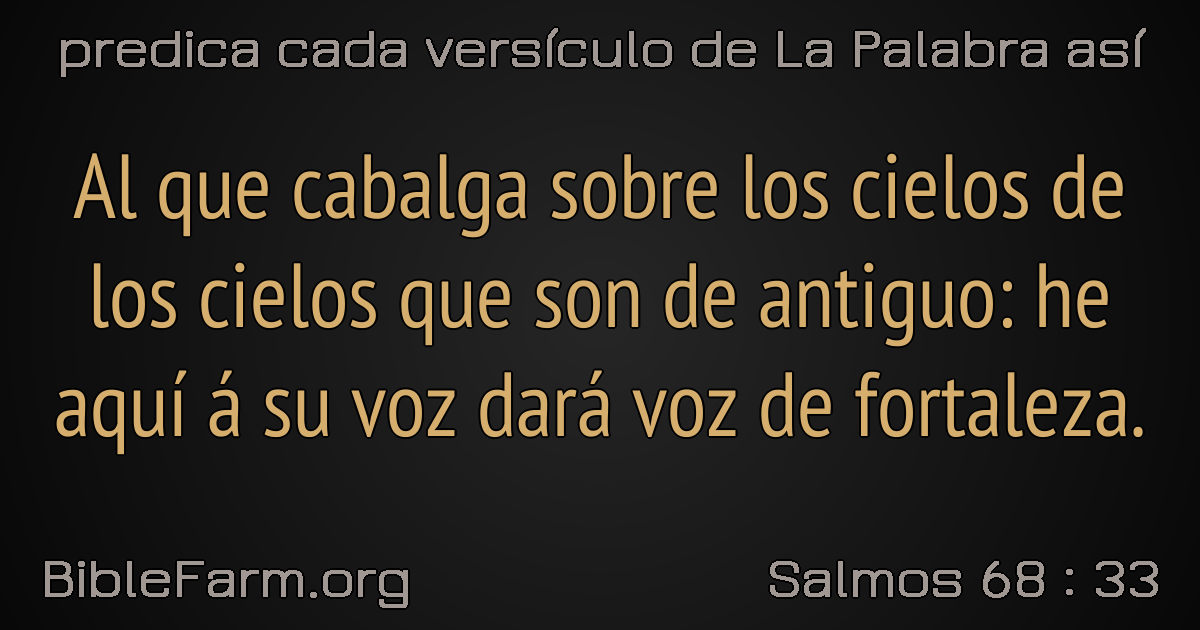 predica cada versículo de La Palabra así
Al que cabalga sobre los cielos de
los cielos que son de antiguo: he
aquí á su voz dará voz de fortaleza.
BibleFarm.org
Salmos 68 : 33